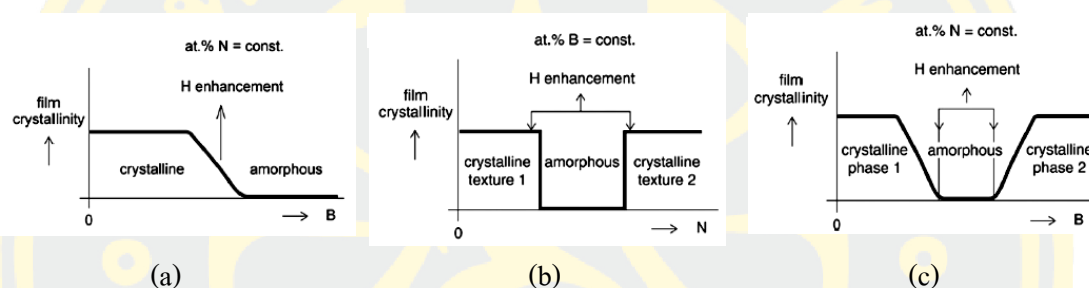 at.% N = const.
H enhancement
film
crystallinity
crystalline
amorphous
0
B
(a)
at.% B = const.
H enhancement
film
crystallinity
crystalline
texture 1
amorphous
crystalline
texture 2
0
N
(b)
at.% N = const.
H enhancement
film
crystallinity
crystalline
phase 1
amorphous
crystalline
phase 2
0
B
(c)